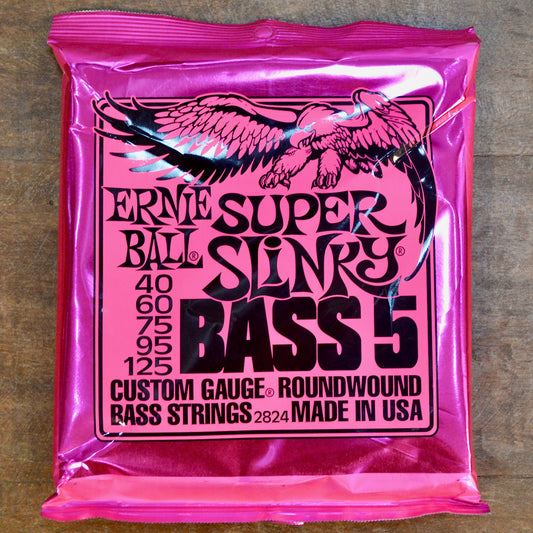 ERNIE BALL®
SUPER SLINKY®
40
60
75
95
125
BASS 5
CUSTOM GAUGE® ROUNDWOUND
BASS STRINGS 2824 MADE IN USA